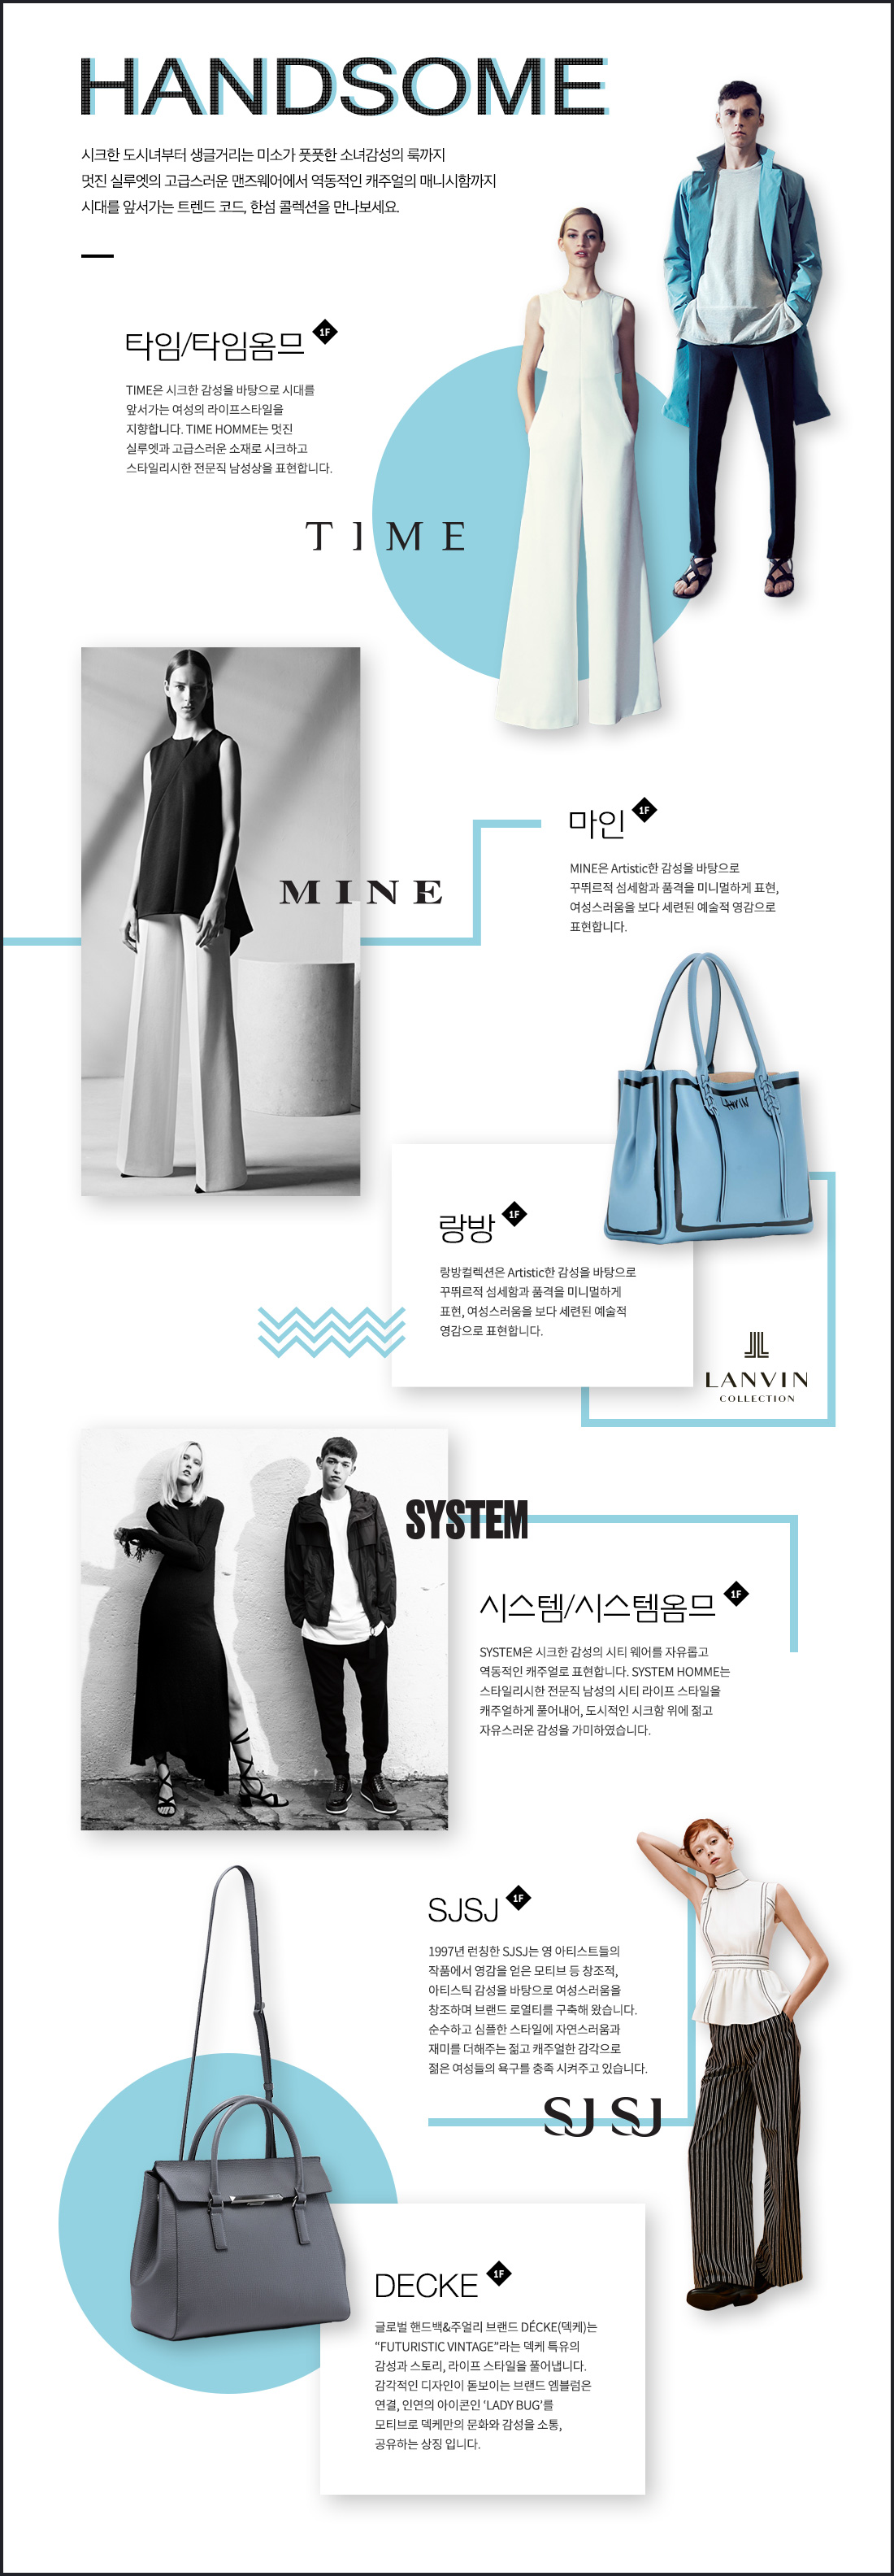 HANDSOME
시크한 도시녀부터 생글거리는 미소가 풋풋한 소녀감성의 룩까지
멋진 실루엣의 고급스러운 맨즈웨어에서 역동적인 캐주얼의 매니시함까지
시대를 앞서가는 트렌드 코드, 한섬 콜렉션을 만나보세요.
타임/타임옴므 1F
TIME은 시크한 감성을 바탕으로 시대를
앞서가는 여성의 라이프스타일을
지향합니다. TIME HOMME는 멋진
실루엣과 고급스러운 소재로 시크하고
스타일리시한 전문직 남성상을 표현합니다.
TIME
MINE
마인 1F
MINE은 Artistic한 감성을 바탕으로
꾸뛰르적 섬세함과 품격을 미니멀하게 표현,
여성스러움을 보다 세련된 예술적 영감으로
표현합니다.
랑방 1F
랑방컬렉션은 Artistic한 감성을 바탕으로
꾸뛰르적 섬세함과 품격을 미니멀하게
표현, 여성스러움을 보다 세련된 예술적
영감으로 표현합니다.
LANVIN
COLLECTION
SYSTEM
시스템/시스템옴므 1F
SYSTEM은 시크한 감성의 시티 웨어를 자유롭고
역동적인 캐주얼로 표현합니다. SYSTEM HOMME는
스타일리시한 전문직 남성의 시티 라이프 스타일을
캐주얼하게 풀어내어, 도시적인 시크함 위에 젊고
자유스러운 감성을 가미하였습니다.
SJSJ 1F
1997년 런칭한 SJSJ는 영 아티스트들의
작품에서 영감을 얻은 모티브 등 창조적,
아티스틱 감성을 바탕으로 여성스러움을
창조하며 브랜드 로열티를 구축해 왔습니다.
순수하고 심플한 스타일에 자연스러움과
재미를 더해주는 젊고 캐주얼한 감각으로
젊은 여성들의 욕구를 충족 시켜주고 있습니다.
SJSJ
DECKE 1F
글로벌 핸드백&주얼리 브랜드 DÉCKE(덱케)는
“FUTURISTIC VINTAGE”라는 덱케 특유의
감성과 스토리, 라이프 스타일을 풀어냅니다.
감각적인 디자인이 돋보이는 브랜드 엠블럼은
연결, 인연의 아이콘인 ‘LADY BUG’를
모티브로 덱케만의 문화와 감성을 소통,
공유하는 상징 입니다.